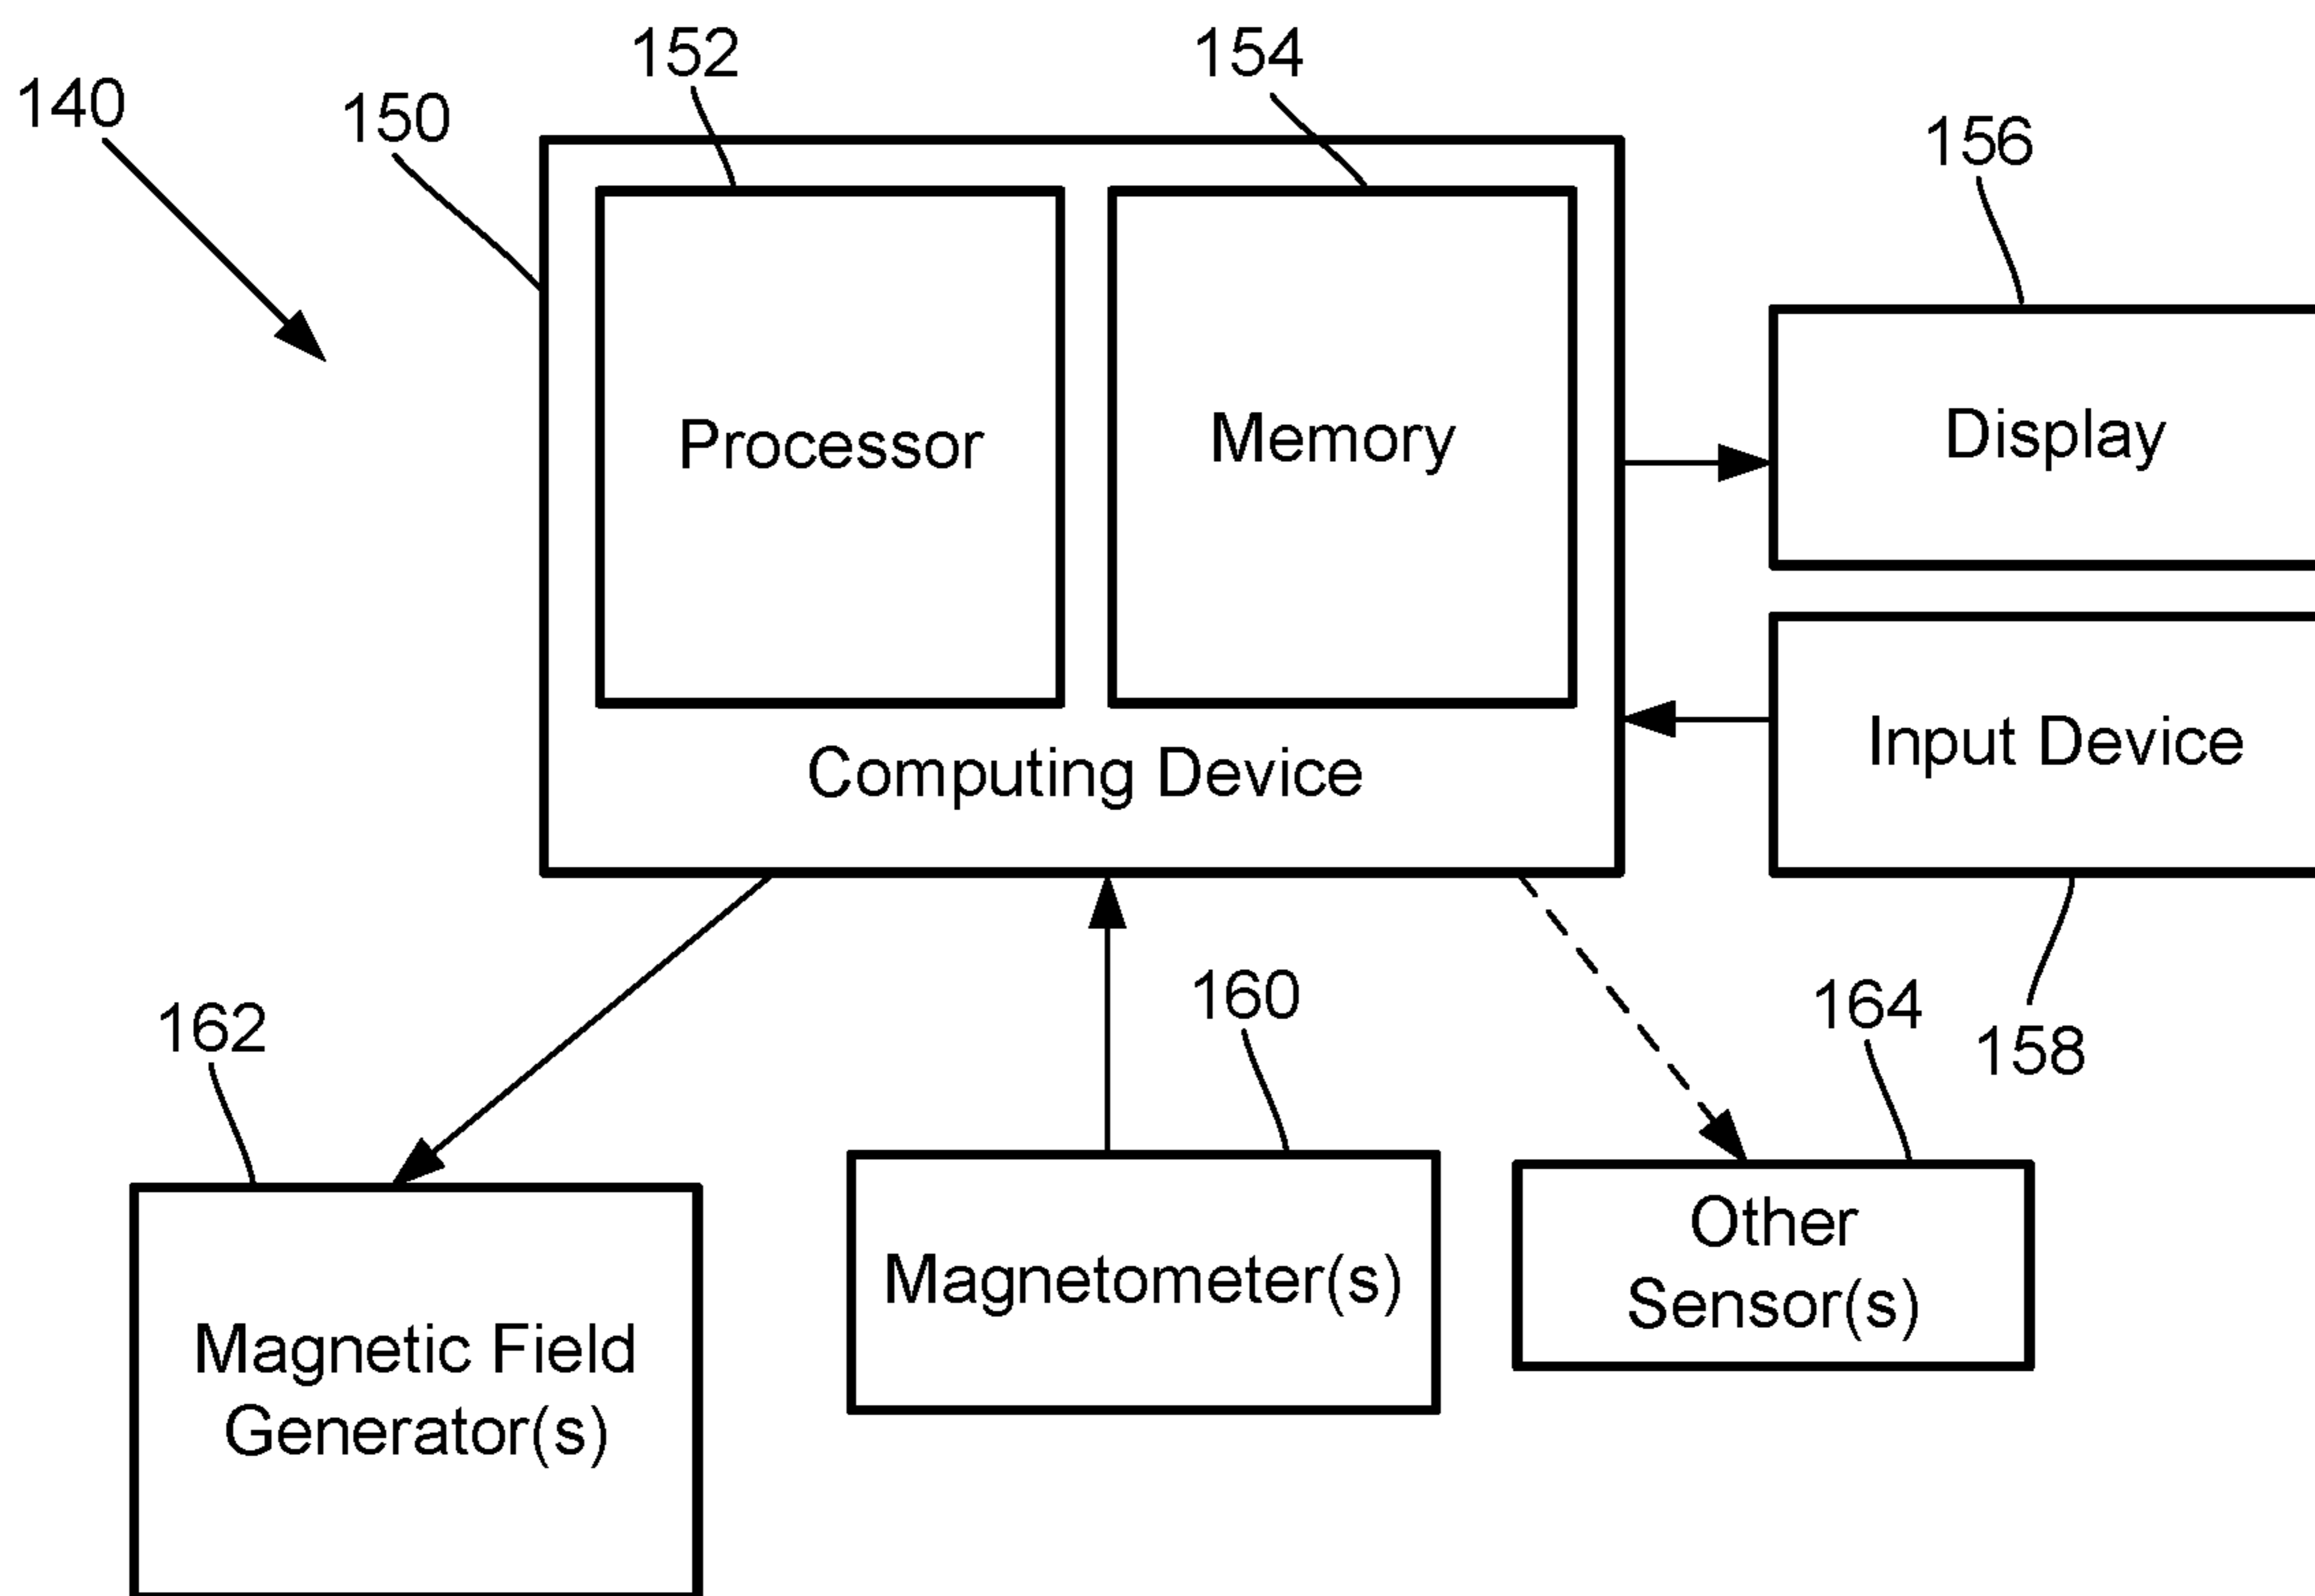 152
154
140
150
156
Processor
Memory
Display
Input Device
Computing Device
160
164
162
158
Other
Sensor(s)
Magnetometer(s)
Magnetic Field
Generator(s)